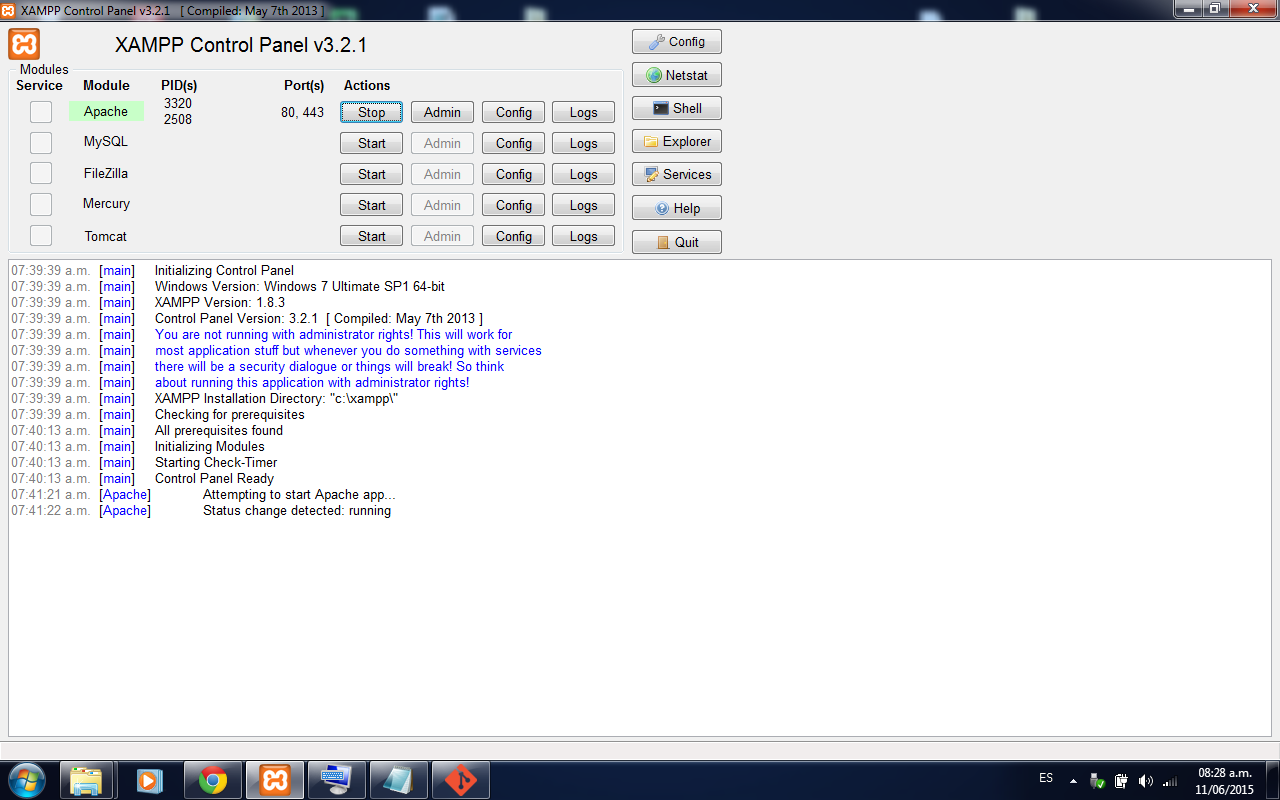 XAMPP Control Panel v3.2.1 [ Compiled: May 7th 2013 ]
XAMPP Control Panel v3.2.1
Modules
Service Module PID(s) Port(s) Actions
Apache 3320 2508 80, 443 Stop Admin Config Logs
MySQL Start Admin Config Logs
FileZilla Start Admin Config Logs
Mercury Start Admin Config Logs
Tomcat Start Admin Config Logs
Config
Netstat
Shell
Explorer
Services
Help
Quit
07:39:39 a.m. [main] Initializing Control Panel
07:39:39 a.m. [main] Windows Version: Windows 7 Ultimate SP1 64-bit
07:39:39 a.m. [main] XAMPP Version: 1.8.3
07:39:39 a.m. [main] Control Panel Version: 3.2.1 [ Compiled: May 7th 2013 ]
07:39:39 a.m. [main] You are not running with administrator rights! This will work for
07:39:39 a.m. [main] most application stuff but whenever you do something with services
07:39:39 a.m. [main] there will be a security dialogue or things will break! So think
07:39:39 a.m. [main] about running this application with administrator rights!
07:39:39 a.m. [main] XAMPP Installation Directory: "c:\xampp\"
07:39:39 a.m. [main] Checking for prerequisites
07:40:13 a.m. [main] All prerequisites found
07:40:13 a.m. [main] Initializing Modules
07:40:13 a.m. [main] Starting Check-Timer
07:40:13 a.m. [main] Control Panel Ready
07:41:21 a.m. [Apache] Attempting to start Apache app...
07:41:22 a.m. [Apache] Status change detected: running
ES
08:28 a.m.
11/06/2015